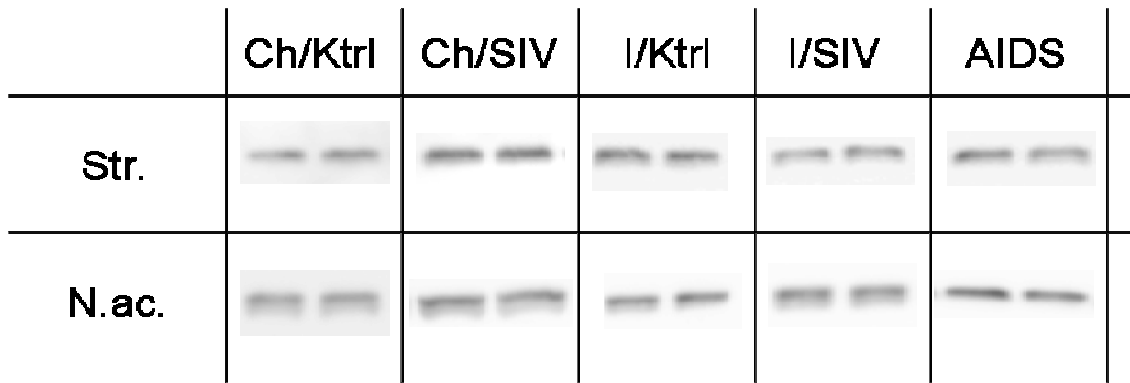 Ch/Ktrl Ch/SIV I/Ktrl I/SIV AIDS
Str.
N.ac.